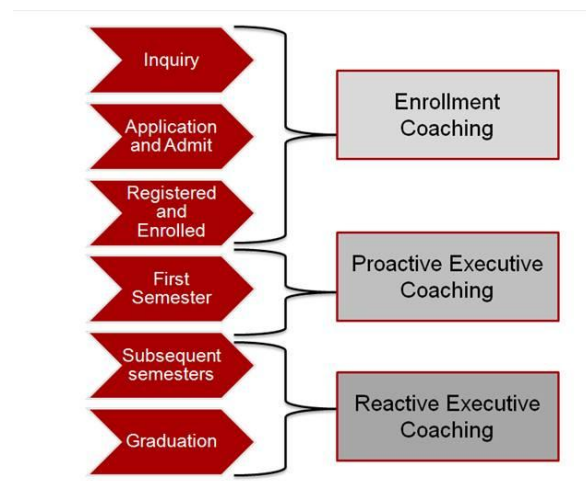 Inquiry
Application
and Admit
Registered
and
Enrolled
First
Semester
Subsequent
semesters
Graduation
Enrollment
Coaching
Proactive Executive
Coaching
Reactive Executive
Coaching